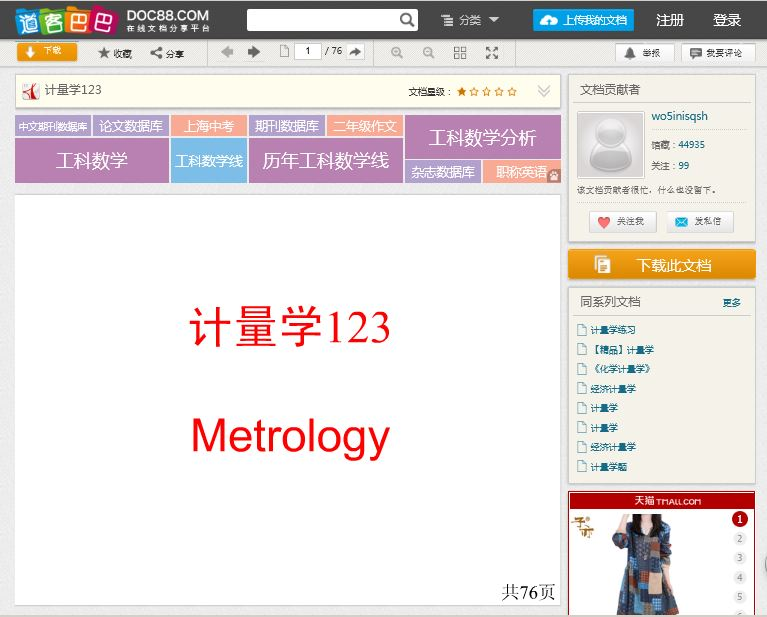 道客巴巴 DOC88.COM
在线文档分享平台
分类
上传我的文档
注册
登录
下载
收藏
分享
1 / 76
举报
我要评论
计量学123
文档星级：
中文期刊数据库
论文数据库
上海中考
期刊数据库
二年级作文
工科数学分析
工科数学
工科数学线
历年工科数学线
杂志数据库
职称英语
计量学123
Metrology
共76页
文档贡献者
wo5inisqsh
馆藏：44935
关注：99
该文档贡献者很忙，什么也没留下。
关注我
发私信
下载此文档
同系列文档
更多
计量学练习
【精品】计量学
《化学计量学》
经济计量学
计量学
计量学
经济计量学
计量学题
天猫 TMALL.COM
1
2
3
4
5